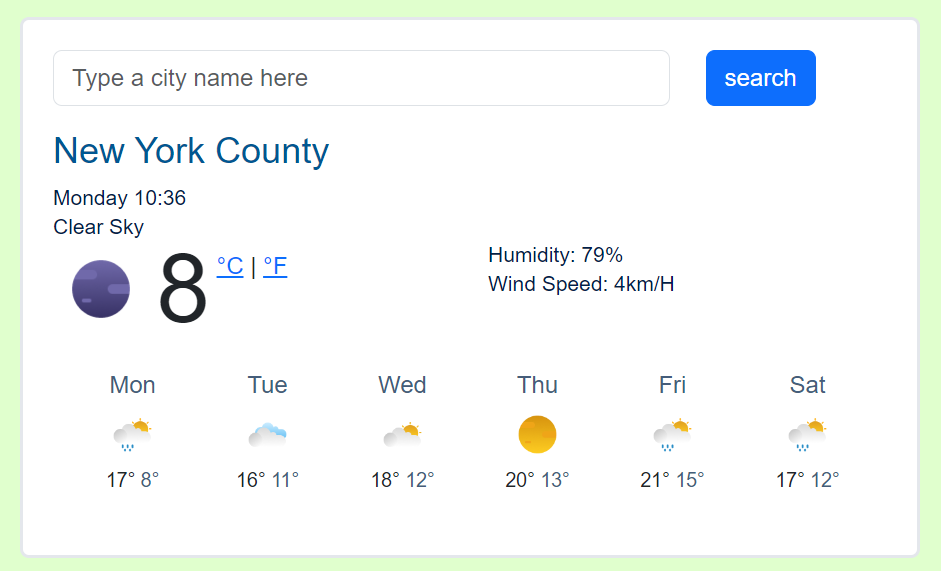 Type a city name here search
New York County
Monday 10:36
Clear Sky
8 °C | °F
Humidity: 79%
Wind Speed: 4km/H
Mon Tue Wed Thu Fri Sat
17° 8° 16° 11° 18° 12° 20° 13° 21° 15° 17° 12°